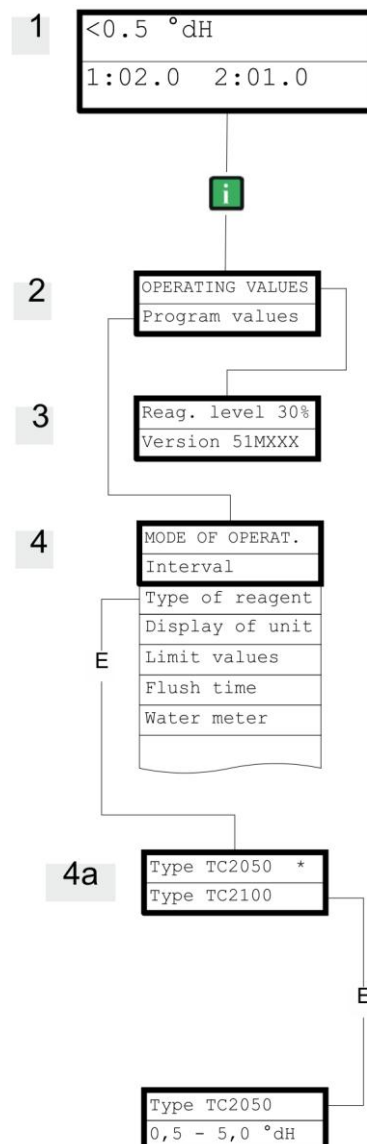 1
<0.5 °dH
1:02.0 2:01.0
i
2
OPERATING VALUES
Program values
3
Reag. level 30%
Version 51MXXX
4
MODE OF OPERAT.
Interval
Type of reagent
Display of unit
Limit values
Flush time
Water meter
E
4a
Type TC2050 *
Type TC2100
E
Type TC2050
0,5 - 5,0 °dH